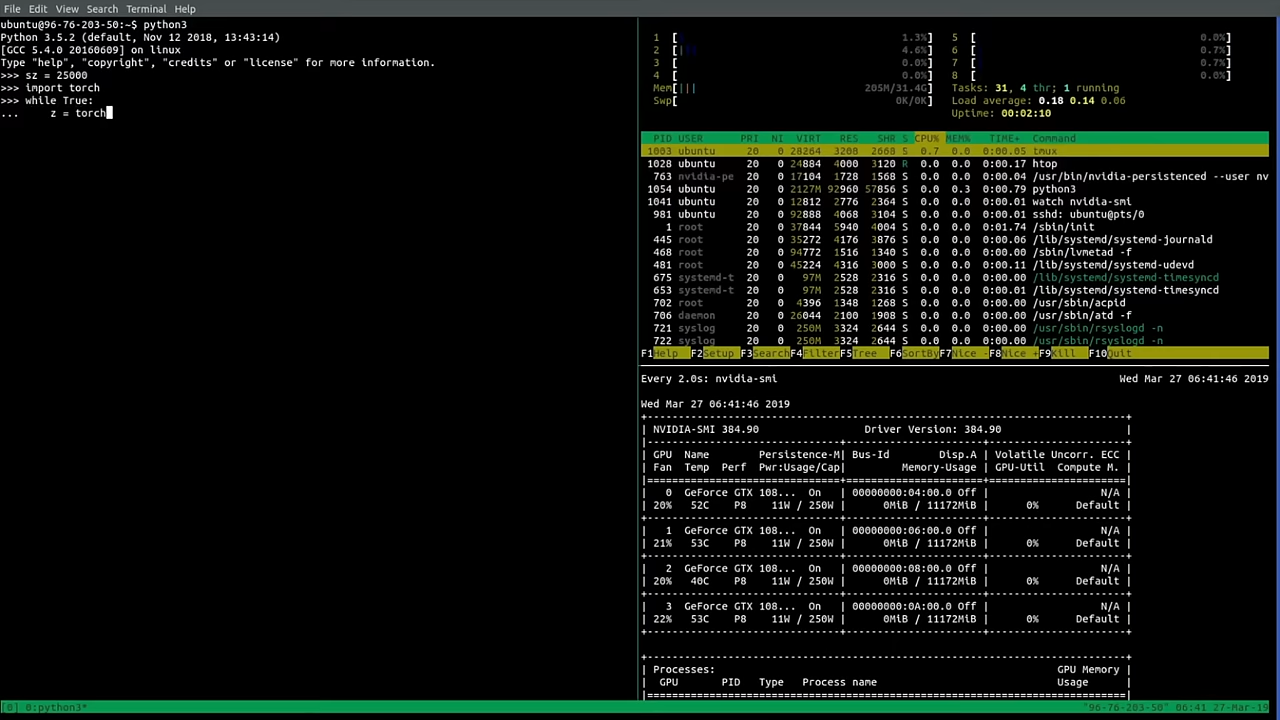 File Edit View Search Terminal Help
ubuntu@96-76-203-50:~$ python3
Python 3.5.2 (default, Nov 12 2018, 13:43:14)
[GCC 5.4.0 20160609] on linux
Type "help", "copyright", "credits" or "license" for more information.
>>> sz = 25000
>>> import torch
>>> while True:
...     z = torch
1 [ 1.3%] 5 [ 0.0%]
2 [| 4.6%] 6 [ 0.7%]
3 [ 0.0%] 7 [ 0.7%]
4 [ 0.0%] 8 [ 0.0%]
Mem[||| 205M/31.4G] Tasks: 31, 4 thr; 1 running
Swp[ 0K/0K] Load average: 0.18 0.14 0.06
Uptime: 00:02:10
PID USER PRI NI VIRT RES SHR S CPU% MEM% TIME+ Command
1003 ubuntu 20 0 28264 3208 2668 S 0.7 0.0 0:00.05 tmux
1028 ubuntu 20 0 24884 4000 3120 R 0.0 0.0 0:00.17 htop
763 nvidia-pe 20 0 17104 1728 1568 S 0.0 0.0 0:00.04 /usr/bin/nvidia-persistenced --user nv
1054 ubuntu 20 0 2127M 92960 57856 S 0.0 0.3 0:00.79 python3
1041 ubuntu 20 0 12812 2776 2364 S 0.0 0.0 0:00.01 watch nvidia-smi
981 ubuntu 20 0 92888 4068 3104 S 0.0 0.0 0:00.01 sshd: ubuntu@pts/0
1 root 20 0 37844 5940 4004 S 0.0 0.0 0:01.74 /sbin/init
445 root 20 0 35272 4176 3876 S 0.0 0.0 0:00.06 /lib/systemd/systemd-journald
468 root 20 0 94772 1516 1340 S 0.0 0.0 0:00.00 /sbin/lvmetad -f
481 root 20 0 45224 4316 3000 S 0.0 0.0 0:00.11 /lib/systemd/systemd-udevd
675 systemd-t 20 0 97M 2528 2316 S 0.0 0.0 0:00.00 /lib/systemd/systemd-timesyncd
653 systemd-t 20 0 97M 2528 2316 S 0.0 0.0 0:00.01 /lib/systemd/systemd-timesyncd
702 root 20 0 4396 1348 1268 S 0.0 0.0 0:00.00 /usr/sbin/acpid
706 daemon 20 0 26044 2100 1908 S 0.0 0.0 0:00.00 /usr/sbin/atd -f
721 syslog 20 0 250M 3324 2644 S 0.0 0.0 0:00.00 /usr/sbin/rsyslogd -n
722 syslog 20 0 250M 3324 2644 S 0.0 0.0 0:00.00 /usr/sbin/rsyslogd -n
F1Help F2Setup F3SearchF4FilterF5Tree F6SortByF7Nice -F8Nice +F9Kill F10Quit
Every 2.0s: nvidia-smi Wed Mar 27 06:41:46 2019
Wed Mar 27 06:41:46 2019
| NVIDIA-SMI 384.90 Driver Version: 384.90 |
| GPU Name Persistence-M| Bus-Id Disp.A | Volatile Uncorr. ECC |
| Fan Temp Perf Pwr:Usage/Cap| Memory-Usage | GPU-Util Compute M. |
| 0 GeForce GTX 108... On | 00000000:04:00.0 Off | N/A |
| 20% 52C P8 11W / 250W | 0MiB / 11172MiB | 0% Default |
| 1 GeForce GTX 108... On | 00000000:06:00.0 Off | N/A |
| 21% 53C P8 11W / 250W | 0MiB / 11172MiB | 0% Default |
| 2 GeForce GTX 108... On | 00000000:08:00.0 Off | N/A |
| 20% 40C P8 11W / 250W | 0MiB / 11172MiB | 0% Default |
| 3 GeForce GTX 108... On | 00000000:0A:00.0 Off | N/A |
| 22% 53C P8 11W / 250W | 0MiB / 11172MiB | 0% Default |
| Processes: GPU Memory |
| GPU PID Type Process name Usage |
[0] 0:python3* "96-76-203-50" 06:41 27-Mar-19